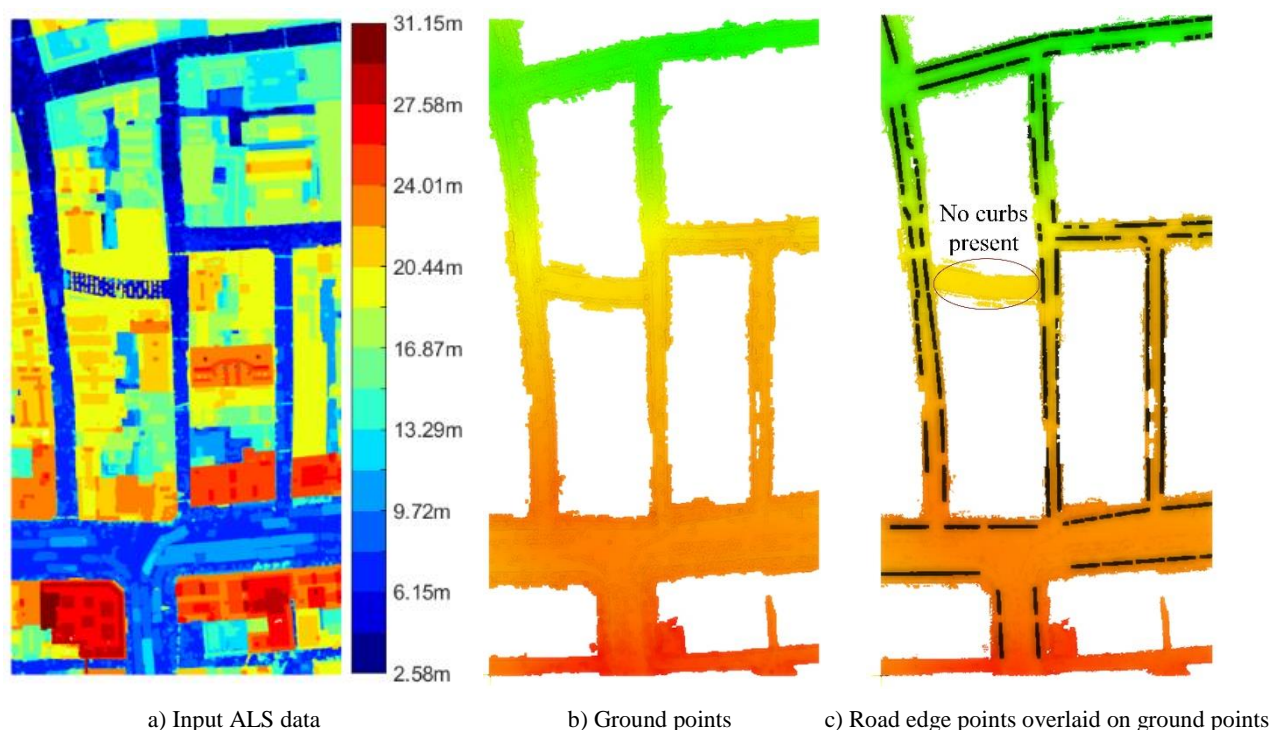 31.15m
27.58m
24.01m
20.44m
16.87m
13.29m
9.72m
6.15m
2.58m
No curbs
present
a) Input ALS data
b) Ground points
c) Road edge points overlaid on ground points